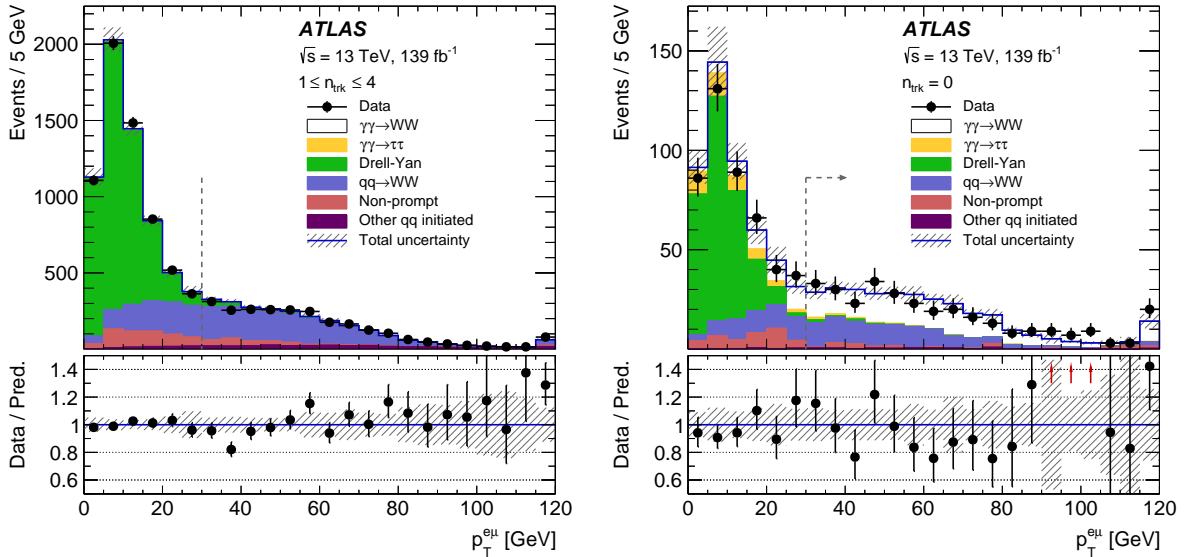 Events / 5 GeV
2000
1500
1000
500
ATLAS
√s = 13 TeV, 139 fb⁻¹
1 ≤ n_trk ≤ 4
Data
γγ→WW
γγ→ττ
Drell-Yan
qq→WW
Non-prompt
Other qq initiated
Total uncertainty
Data / Pred.
1.4
1.2
1
0.8
0.6
0 20 40 60 80 100 120
p_T^eμ [GeV]
Events / 5 GeV
150
100
50
ATLAS
√s = 13 TeV, 139 fb⁻¹
n_trk = 0
Data
γγ→WW
γγ→ττ
Drell-Yan
qq→WW
Non-prompt
Other qq initiated
Total uncertainty
Data / Pred.
1.4
1.2
1
0.8
0.6
0 20 40 60 80 100 120
p_T^eμ [GeV]